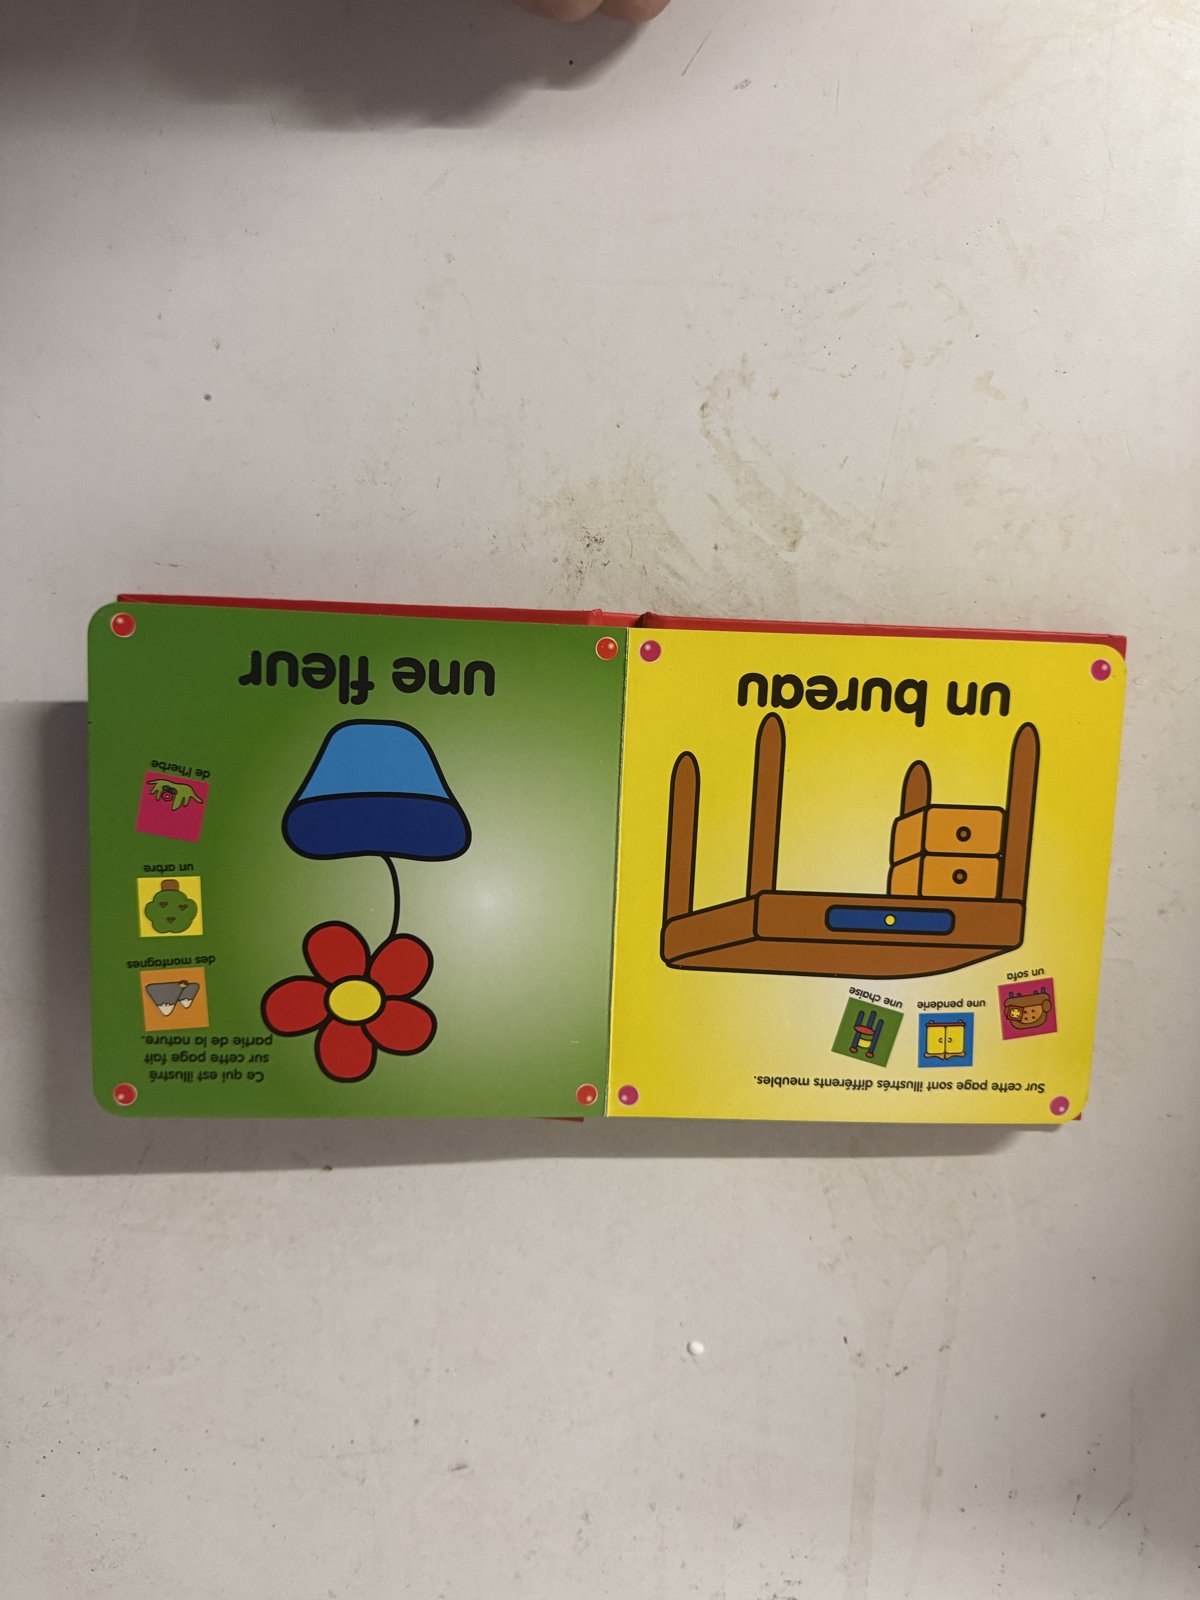 Sur cette page sont illustrés différents meubles.
un sofa
une penderie
une chaise
un bureau
Ce qui est illustré
sur cette page fait
partie de la nature.
des montagnes
un arbre
de l'herbe
une fleur